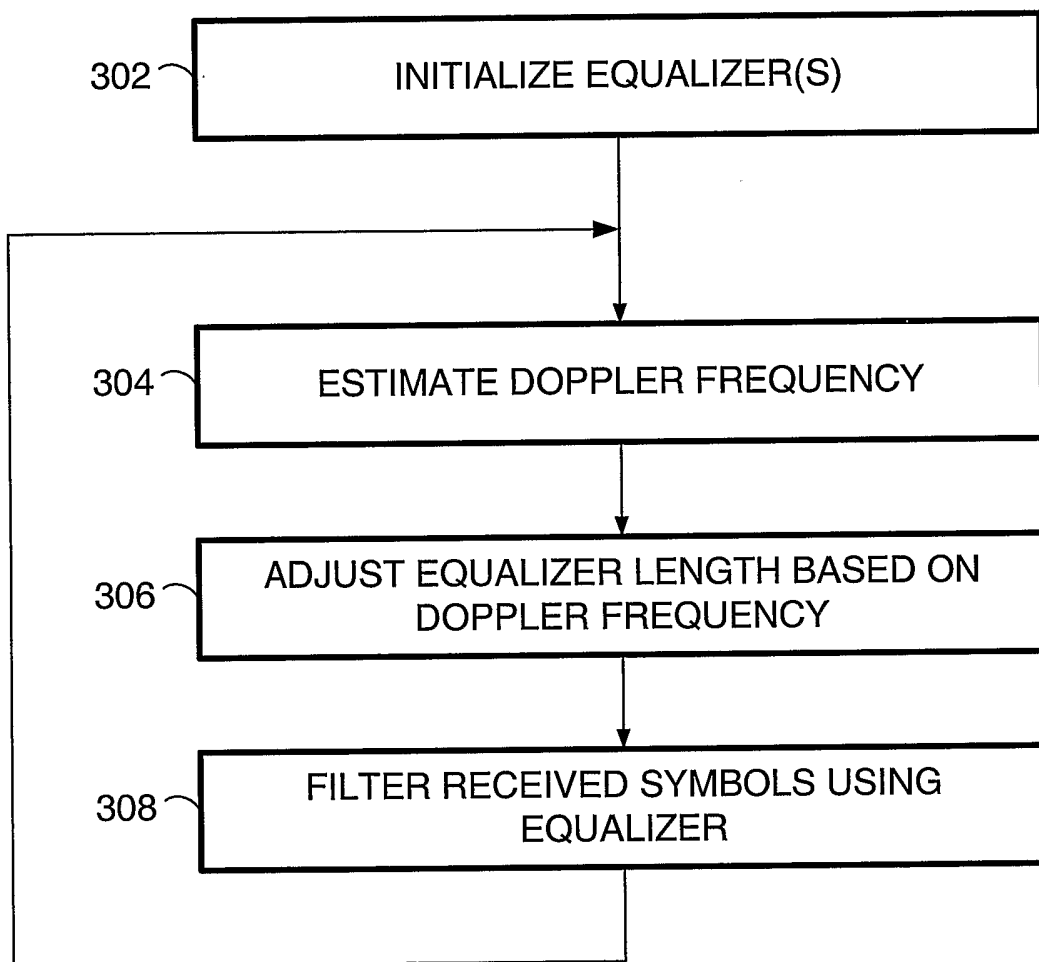 302
INITIALIZE EQUALIZER(S)
304
ESTIMATE DOPPLER FREQUENCY
306
ADJUST EQUALIZER LENGTH BASED ON
DOPPLER FREQUENCY
308
FILTER RECEIVED SYMBOLS USING
EQUALIZER